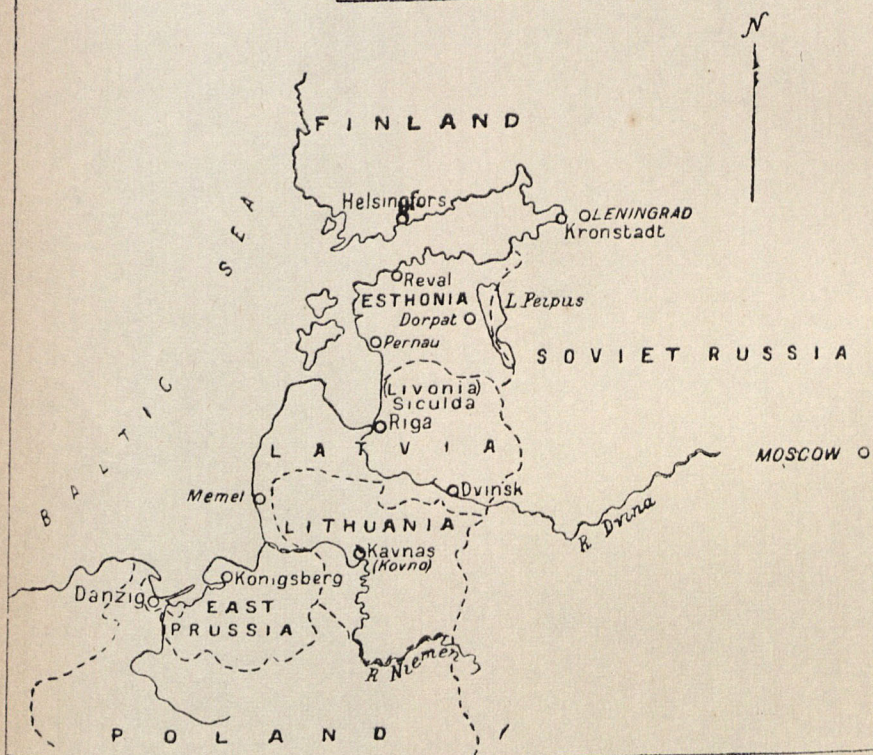 N
FINLAND
Helsingfors
LENINGRAD
Kronstadt
BALTIC SEA
Reval
ESTHONIA
L Peipus
Dorpat
Pernau
SOVIET RUSSIA
(Livonia)
Siculda
Riga
LATVIA
MOSCOW
Memel
Dvinsk
LITHUANIA
R Dvina
Kavnas
(Kovno)
Konigsberg
Danzig
EAST
PRUSSIA
R Niemen
POLAND